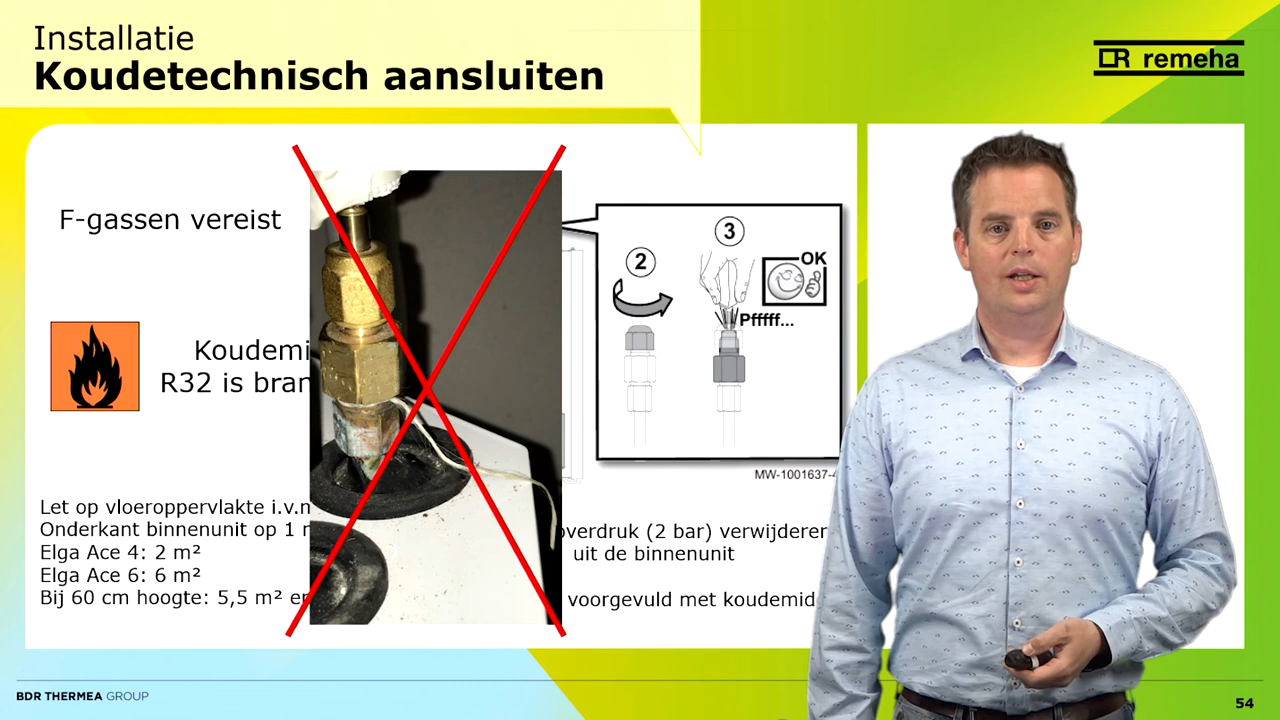 Installatie
Koudetechnisch aansluiten
remeha
F-gassen vereist
2
3
OK
Pfffff...
Koudemi
R32 is bran
MW-1001637-
Let op vloeroppervlakte i.v.
Onderkant binnenunit op 1
Elga Ace 4: 2 m²
Elga Ace 6: 6 m²
Bij 60 cm hoogte: 5,5 m² en
overdruk (2 bar) verwijderen
uit de binnenunit
voorgevuld met koudemid
BDR THERMEA GROUP
54